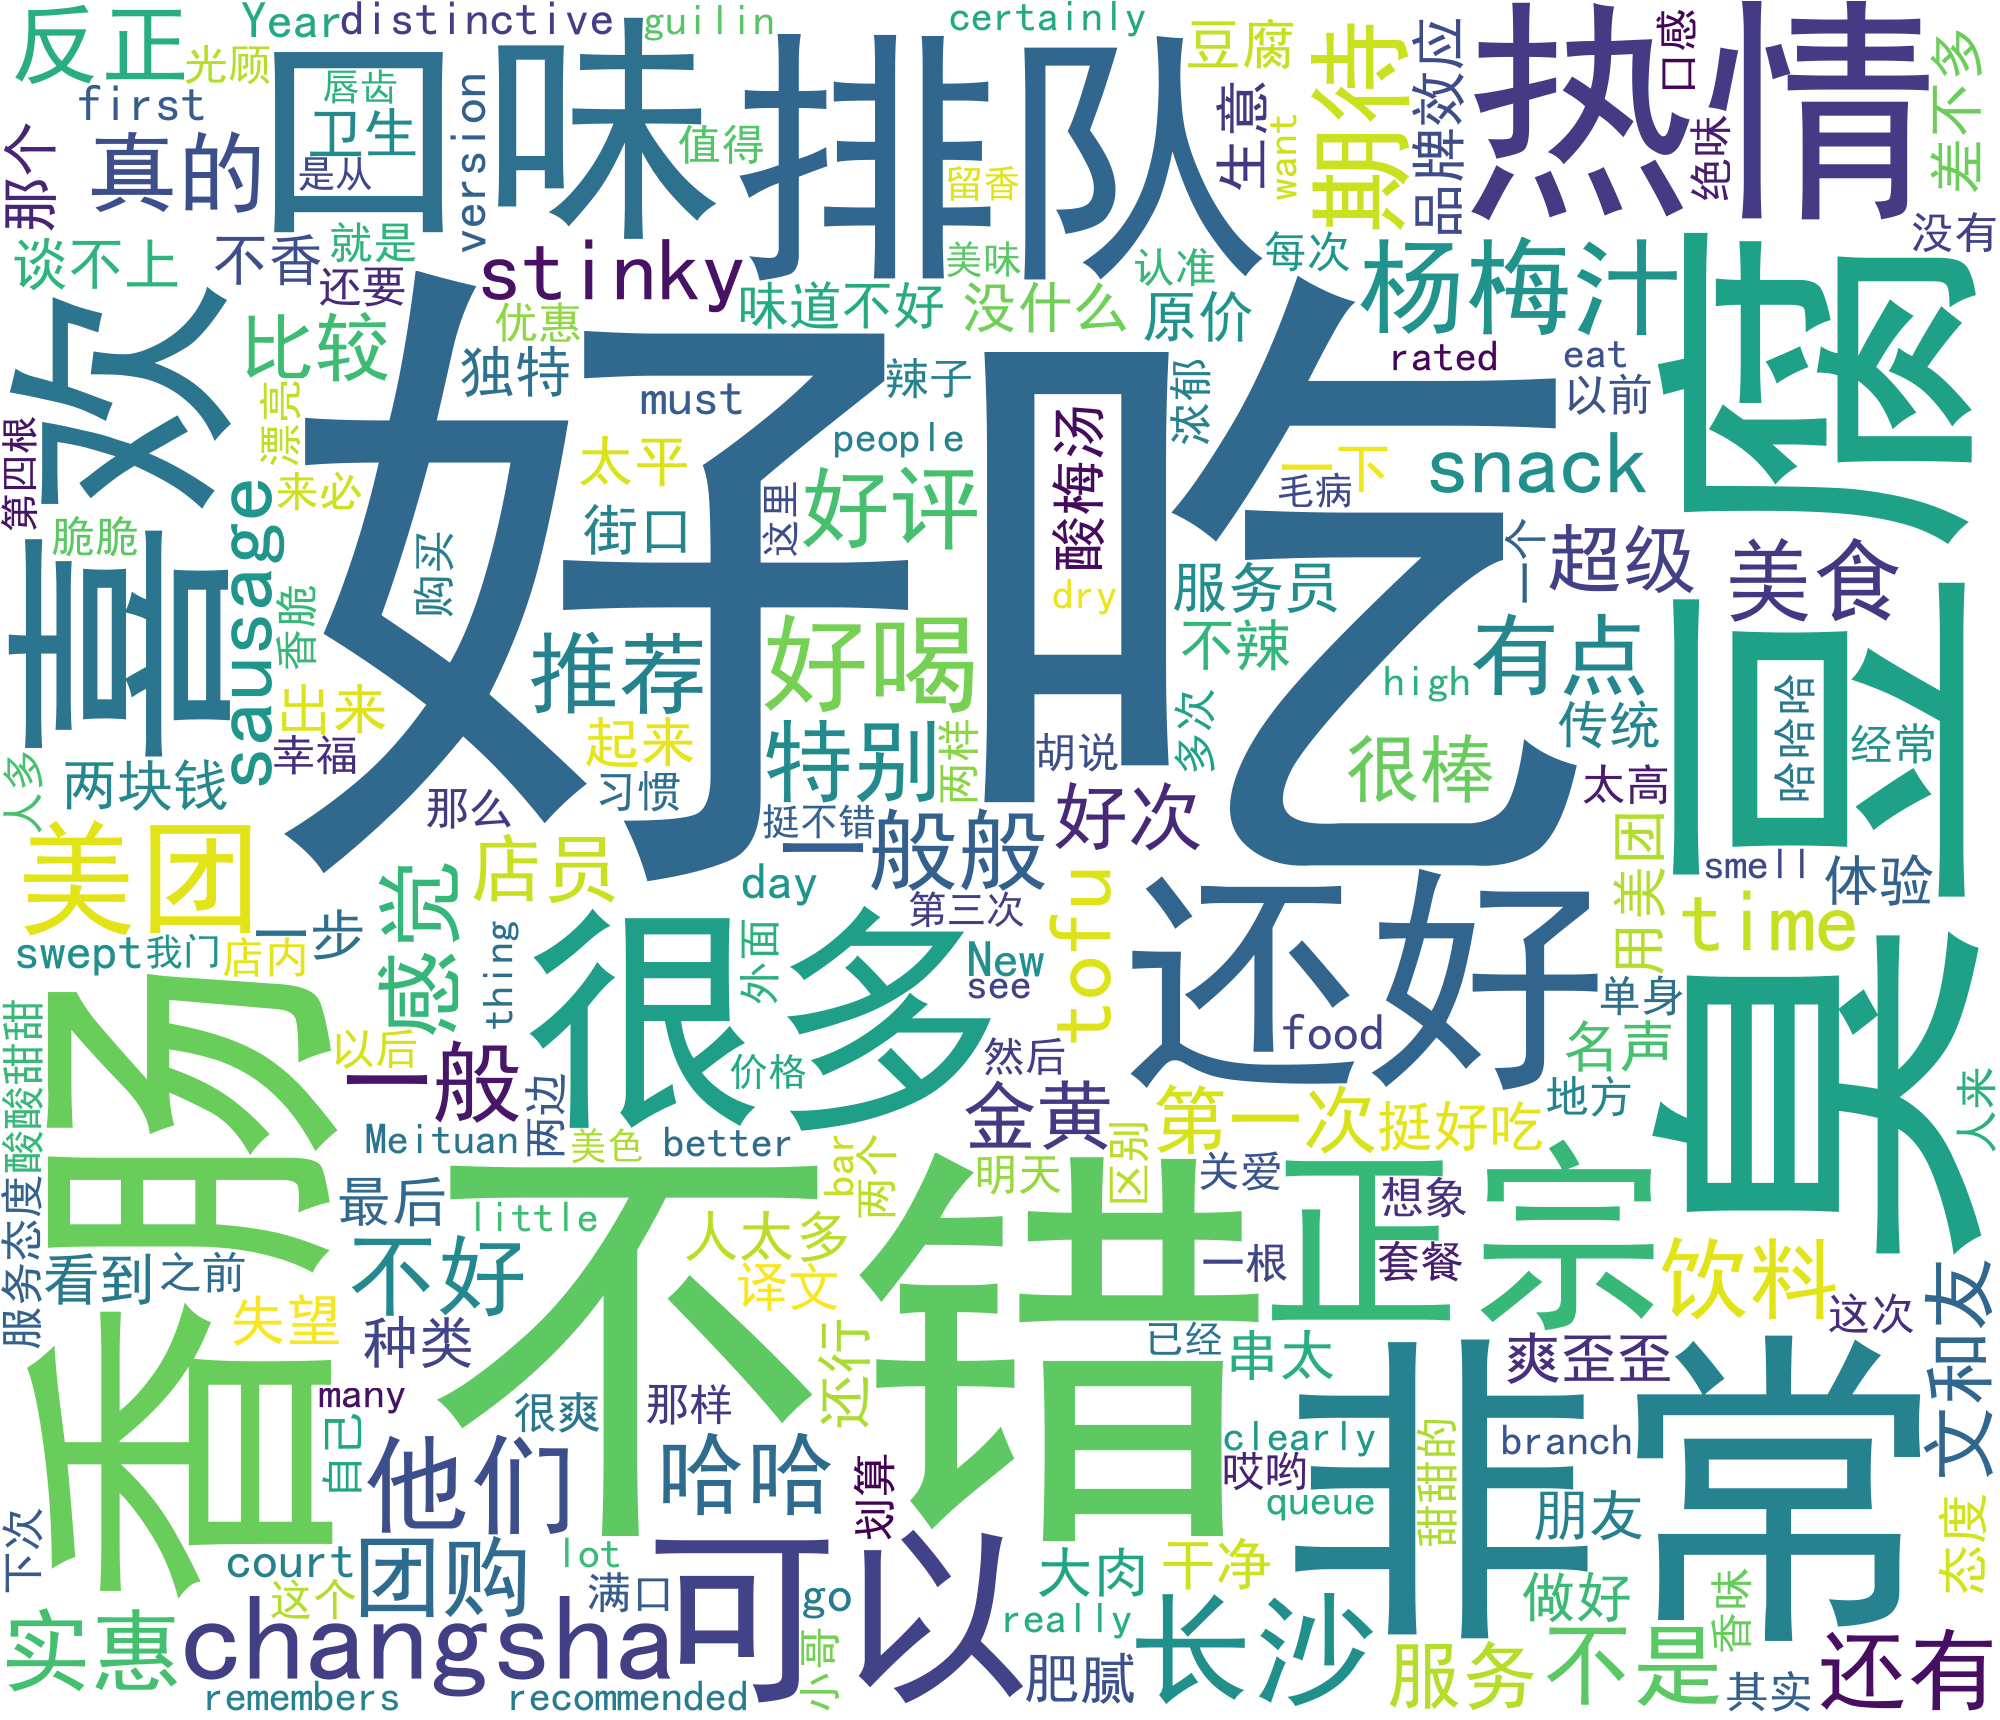 反正
Year
distinctive
guilin
certainly
豆腐
期待
品牌效应
热情
口感
差不多
光顾
first
口味
唇齿
卫生
是从
version
排队
值得
留香
生意
want
绝味
没有
那个
真的
谈不上
不香
就是
还要
stinky
优惠
味道不好
美味
没什么
认准
原价
每次
杨梅汁
臭豆腐
喜欢
比较
独特
must
辣子
people
浓郁
rated
eat
以前
漂亮
来必
第四根
脆脆
sausage
好吃
购买
太平
街口
这里
好评
酸梅汤
dry
一下
毛病
snack
一个
超级
美食
香脆
出来
幸福
推荐
起来
习惯
好喝
特别
两样
胡说
服务员
不辣
多次
high
有点
传统
很棒
太高
哈哈哈
经常
人多
两块钱
那么
挺不错
一般般
好次
美团
感觉
店员
day
第三次
tofu
还好
用美团
smell
体验
time
一步
swept
我门
店内
thing
很多
外面
New
see
food
单身
名声
香肠
酸酸甜甜
以后
一般
两边
价格
然后
金黄
第一次
挺好吃
地方
人来
Meituan
美色
better
bar
两个
明天
区别
关爱
想象
正宗
服务态度
看到
之前
最后
不好
little
人太多
译文
不错
一根
套餐
饮料
这次
文和友
失望
种类
还行
已经
串太
爽歪歪
非常
many
自己
很爽
那样
他们
哈哈
划算
clearly
哎哟
queue
甜甜的
branch
朋友
态度
下次
court
团购
lot
满口
可以
go
大肉
干净
做好
香味
实惠
这个
changsha
remembers
recommended
小哥
really
肥腻
长沙
服务
不是
其实
还有